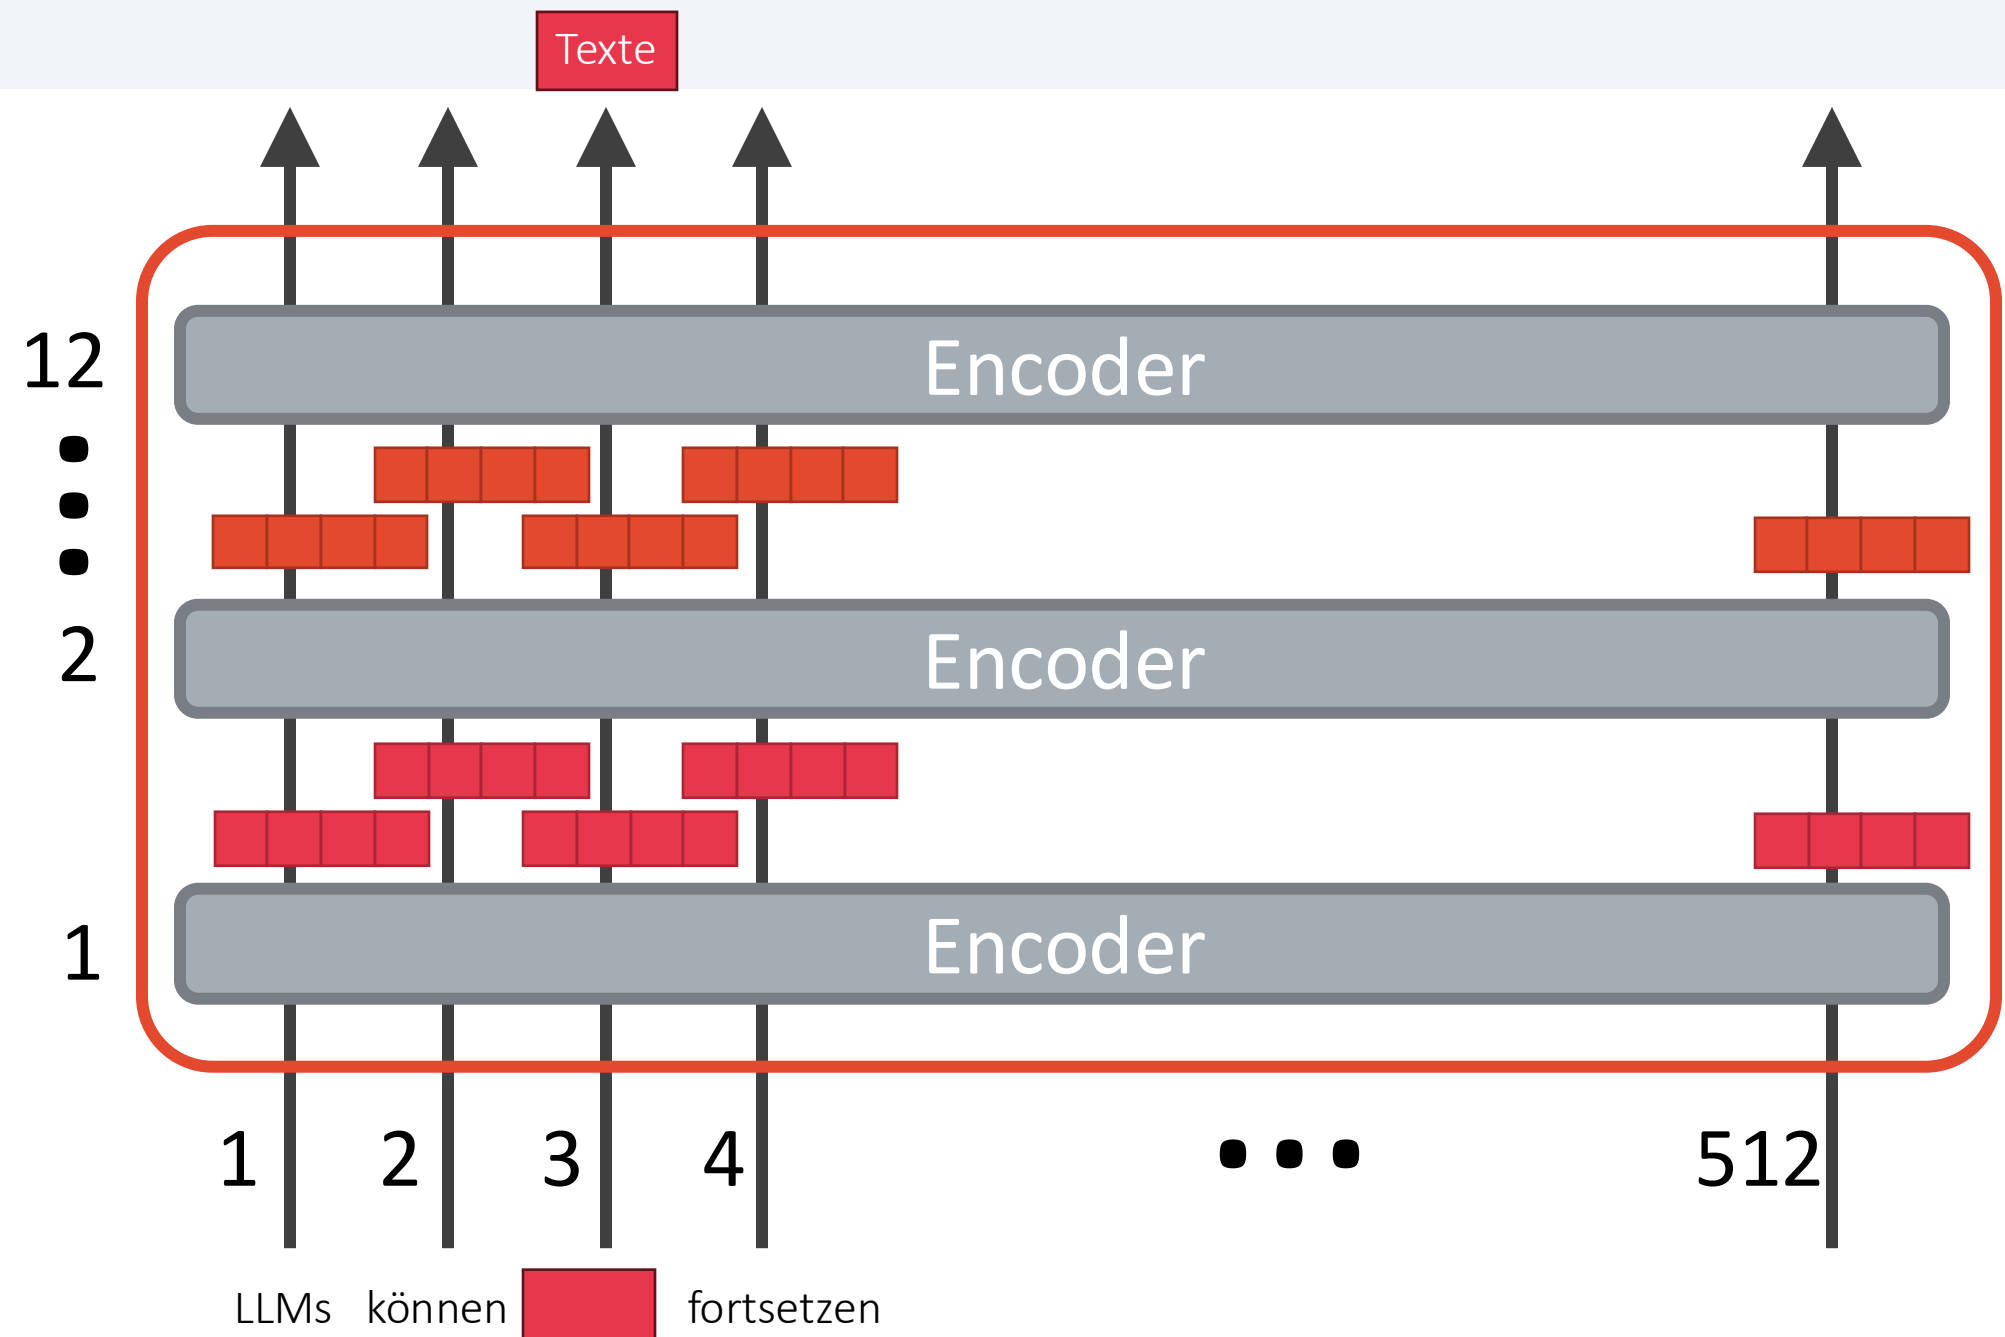 Texte
12 Encoder
2 Encoder
1 Encoder
1 2 3 4 ... 512
LLMs können fortsetzen